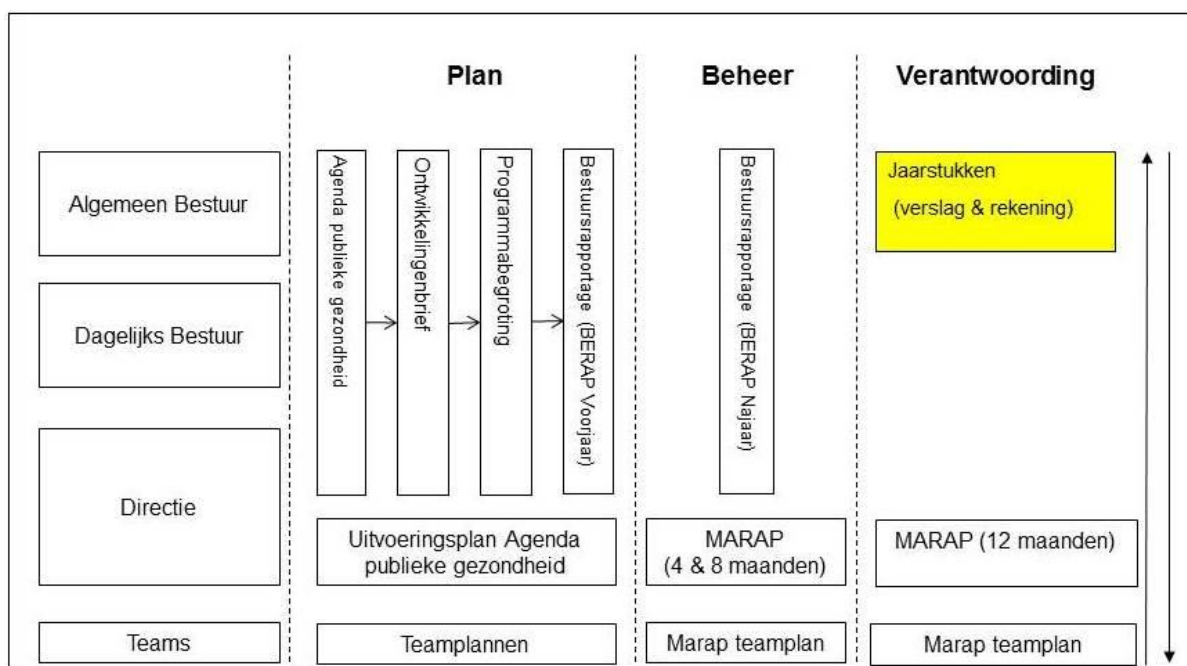 Plan
Beheer
Verantwoording
Algemeen Bestuur
Dagelijks Bestuur
Directie
Teams
Agenda publieke gezondheid
Ontwikkelingenbrief
Programmabegroting
Bestuursrapportage (BERAP Voorjaar)
Uitvoeringsplan Agenda
publieke gezondheid
Teamplannen
Bestuursrapportage (BERAP Najaar)
MARAP
(4 & 8 maanden)
Marap teamplan
Jaarstukken
(verslag & rekening)
MARAP (12 maanden)
Marap teamplan